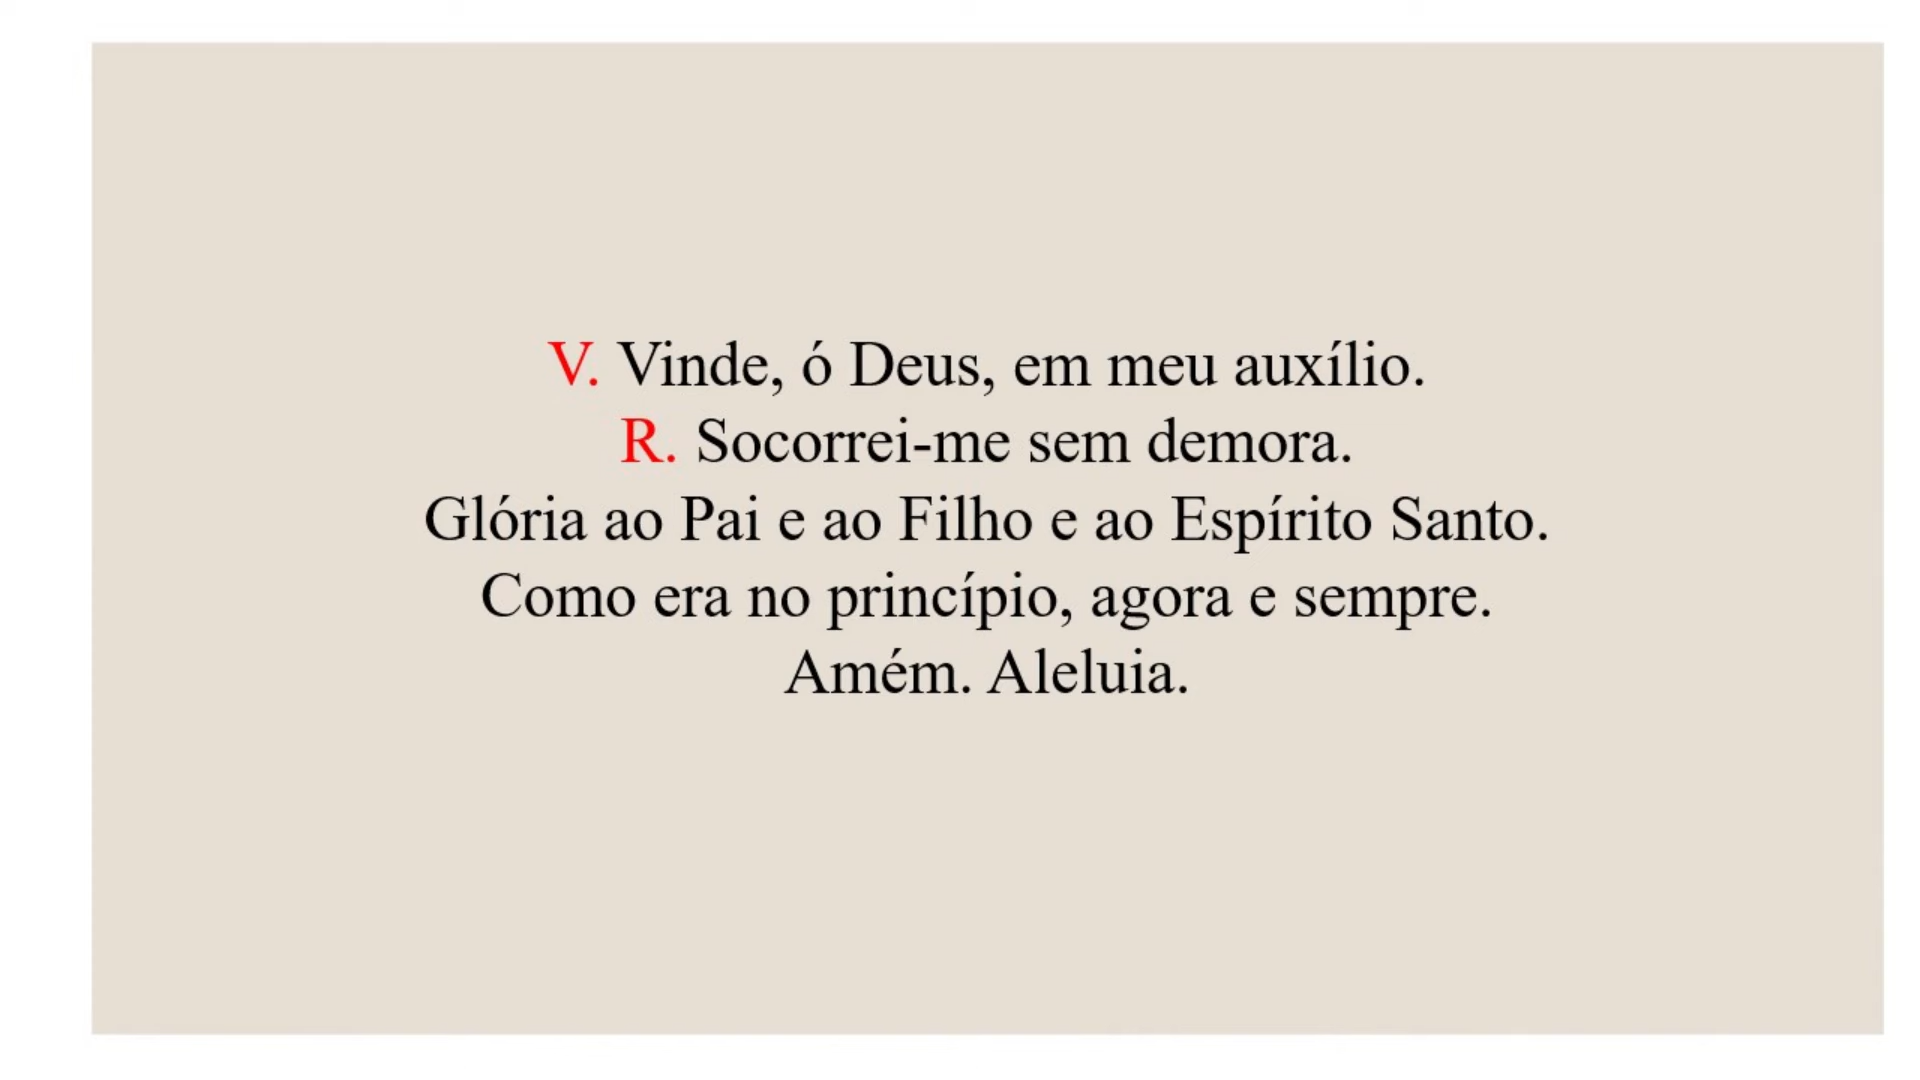 V. Vinde, ó Deus, em meu auxílio.
R. Socorrei-me sem demora.
Glória ao Pai e ao Filho e ao Espírito Santo.
Como era no princípio, agora e sempre.
Amém. Aleluia.